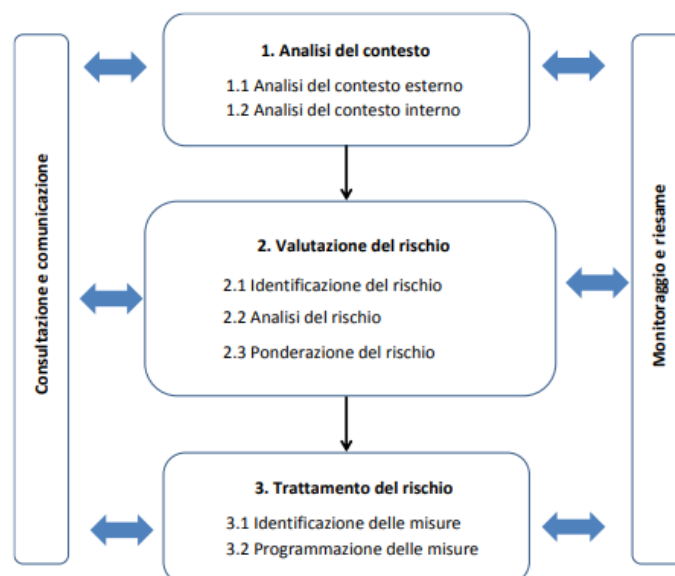 1. Analisi del contesto
1.1 Analisi del contesto esterno
1.2 Analisi del contesto interno
Consultazione e comunicazione
2. Valutazione del rischio
2.1 Identificazione del rischio
2.2 Analisi del rischio
2.3 Ponderazione del rischio
Monitoraggio e riesame
3. Trattamento del rischio
3.1 Identificazione delle misure
3.2 Programmazione delle misure